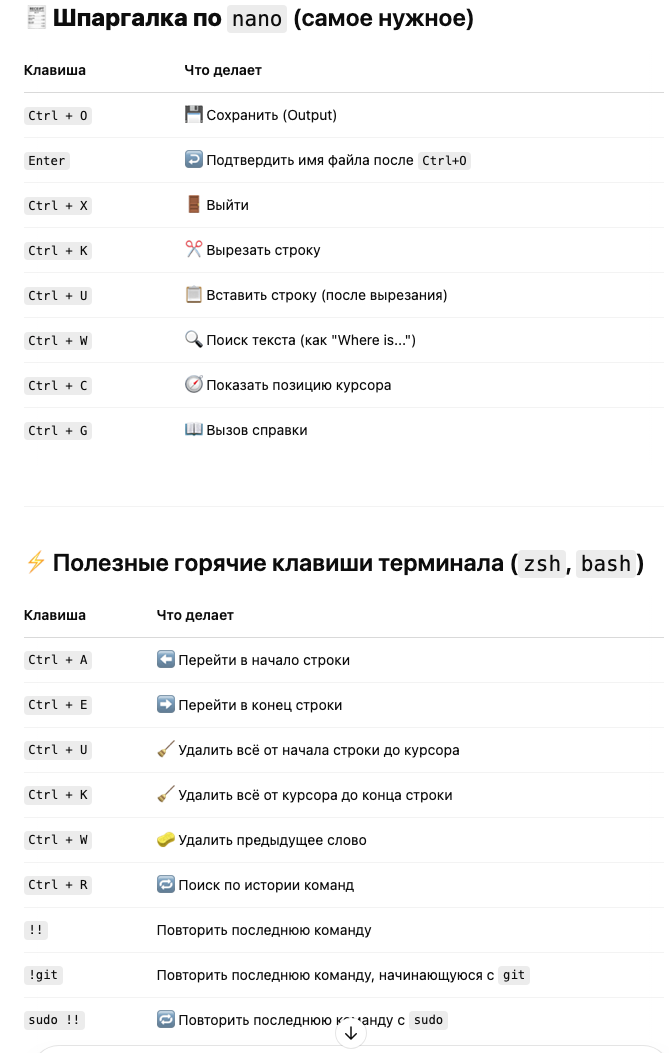 🧾 Шпаргалка по nano (самое нужное)
Клавиша Что делает
Ctrl + O 💾 Сохранить (Output)
Enter ↩️ Подтвердить имя файла после Ctrl+O
Ctrl + X 🚪 Выйти
Ctrl + K ✂️ Вырезать строку
Ctrl + U 📋 Вставить строку (после вырезания)
Ctrl + W 🔍 Поиск текста (как "Where is...")
Ctrl + C 🧭 Показать позицию курсора
Ctrl + G 📖 Вызов справки
⚡ Полезные горячие клавиши терминала (zsh, bash)
Клавиша Что делает
Ctrl + A ⬅️ Перейти в начало строки
Ctrl + E ➡️ Перейти в конец строки
Ctrl + U 🧹 Удалить всё от начала строки до курсора
Ctrl + K 🧹 Удалить всё от курсора до конца строки
Ctrl + W 🧽 Удалить предыдущее слово
Ctrl + R 🔁 Поиск по истории команд
!! Повторить последнюю команду
!git Повторить последнюю команду, начинающуюся с git
sudo !! 🔁 Повторить последнюю команду с sudo